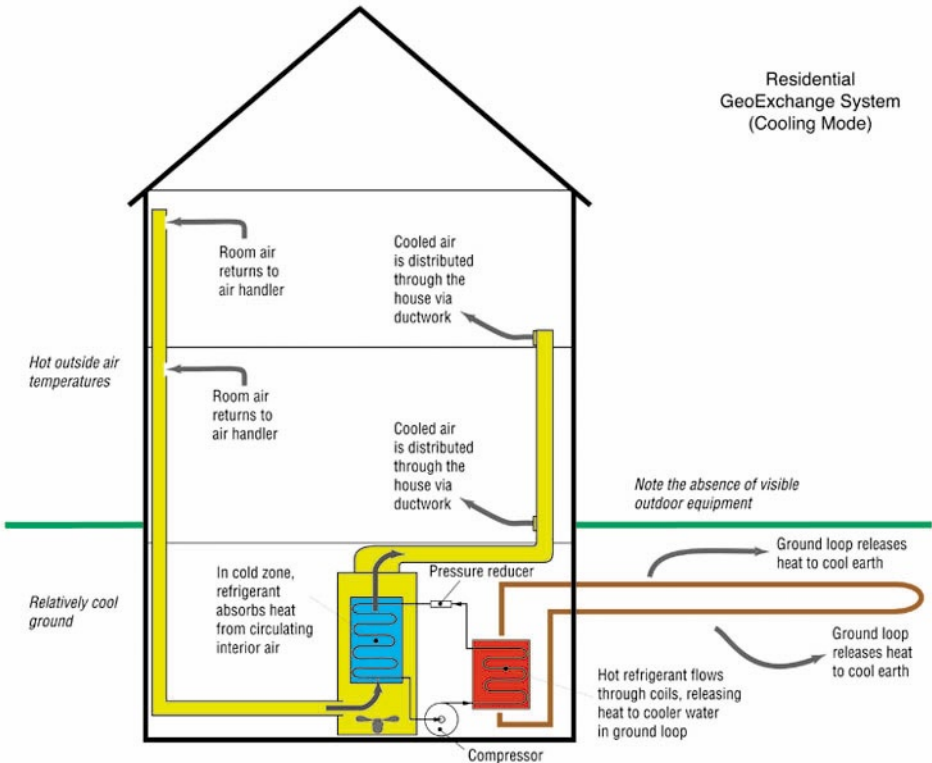 Residential
GeoExchange System
(Cooling Mode)
Room air
returns to
air handler
Cooled air
is distributed
through the
house via
ductwork
Hot outside air
temperatures
Room air
returns to
air handler
Cooled air
is distributed
through the
house via
ductwork
Note the absence of visible
outdoor equipment
Ground loop releases
heat to cool earth
In cold zone,
refrigerant
absorbs heat
from circulating
interior air
Pressure reducer
Relatively cool
ground
Ground loop
releases heat
to cool earth
Hot refrigerant flows
through coils, releasing
heat to cooler water
in ground loop
Compressor